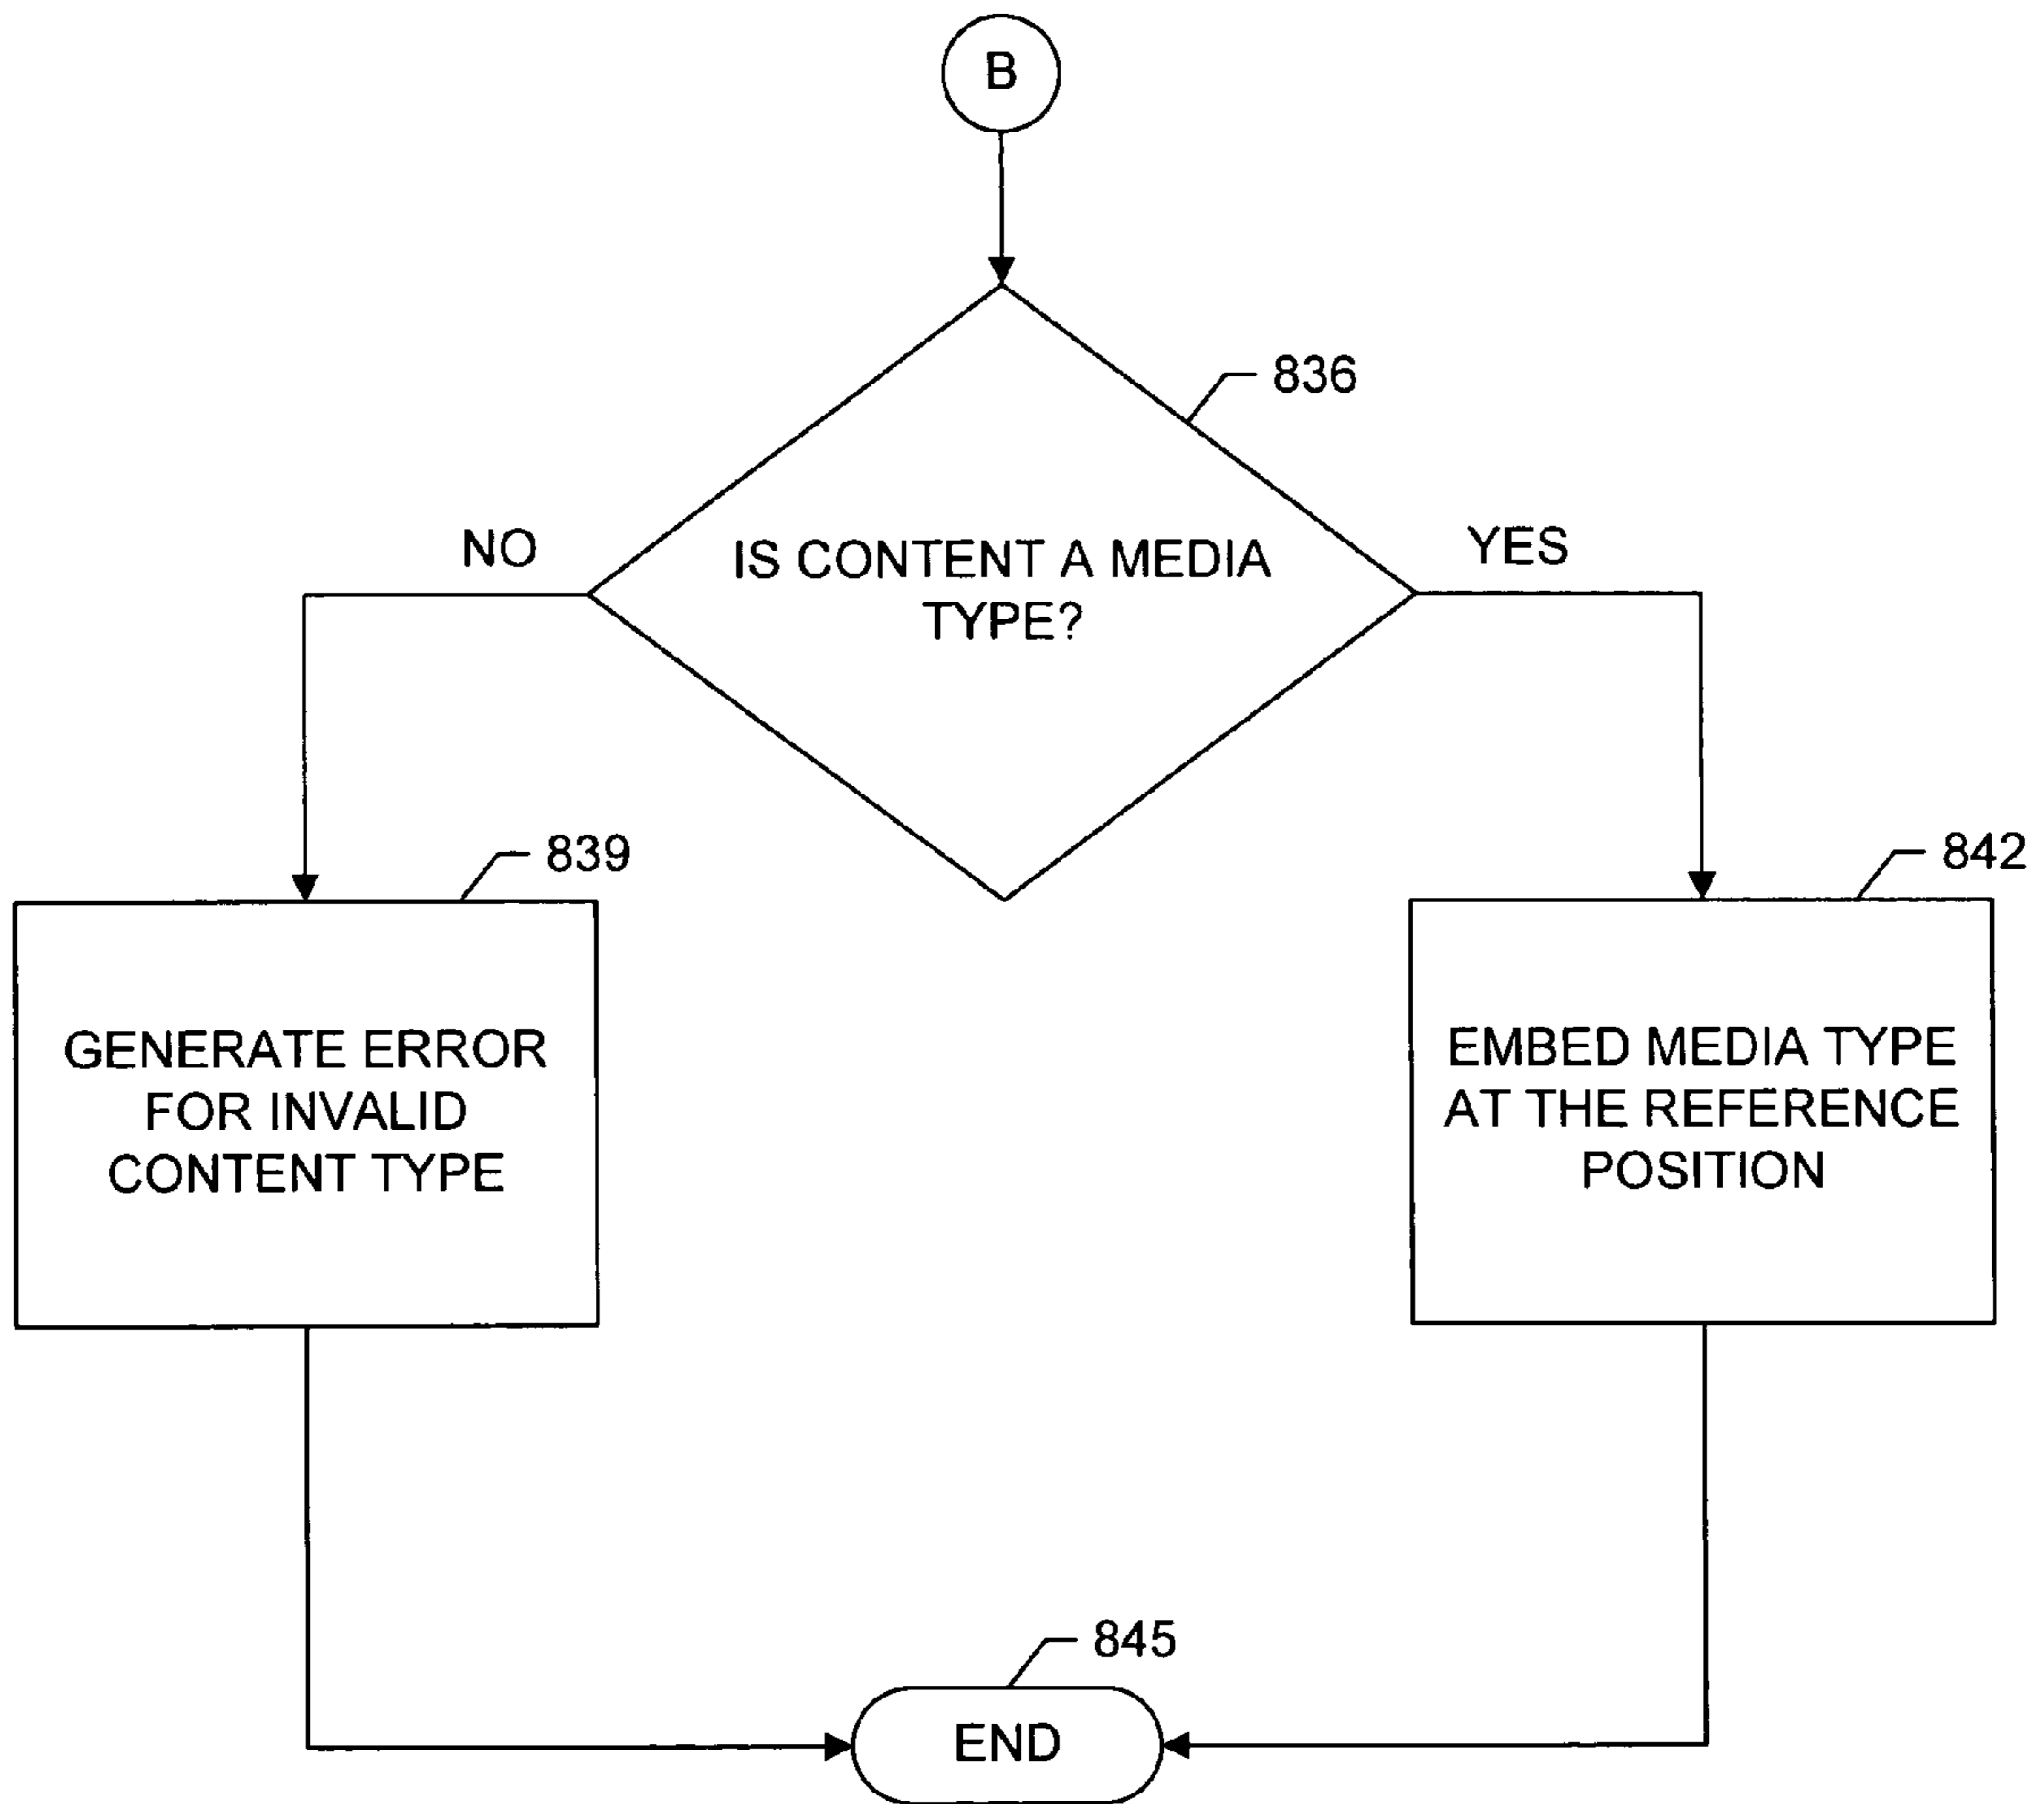 B
836
NO
IS CONTENT A MEDIA
TYPE?
YES
839
842
GENERATE ERROR
FOR INVALID
CONTENT TYPE
EMBED MEDIA TYPE
AT THE REFERENCE
POSITION
845
END